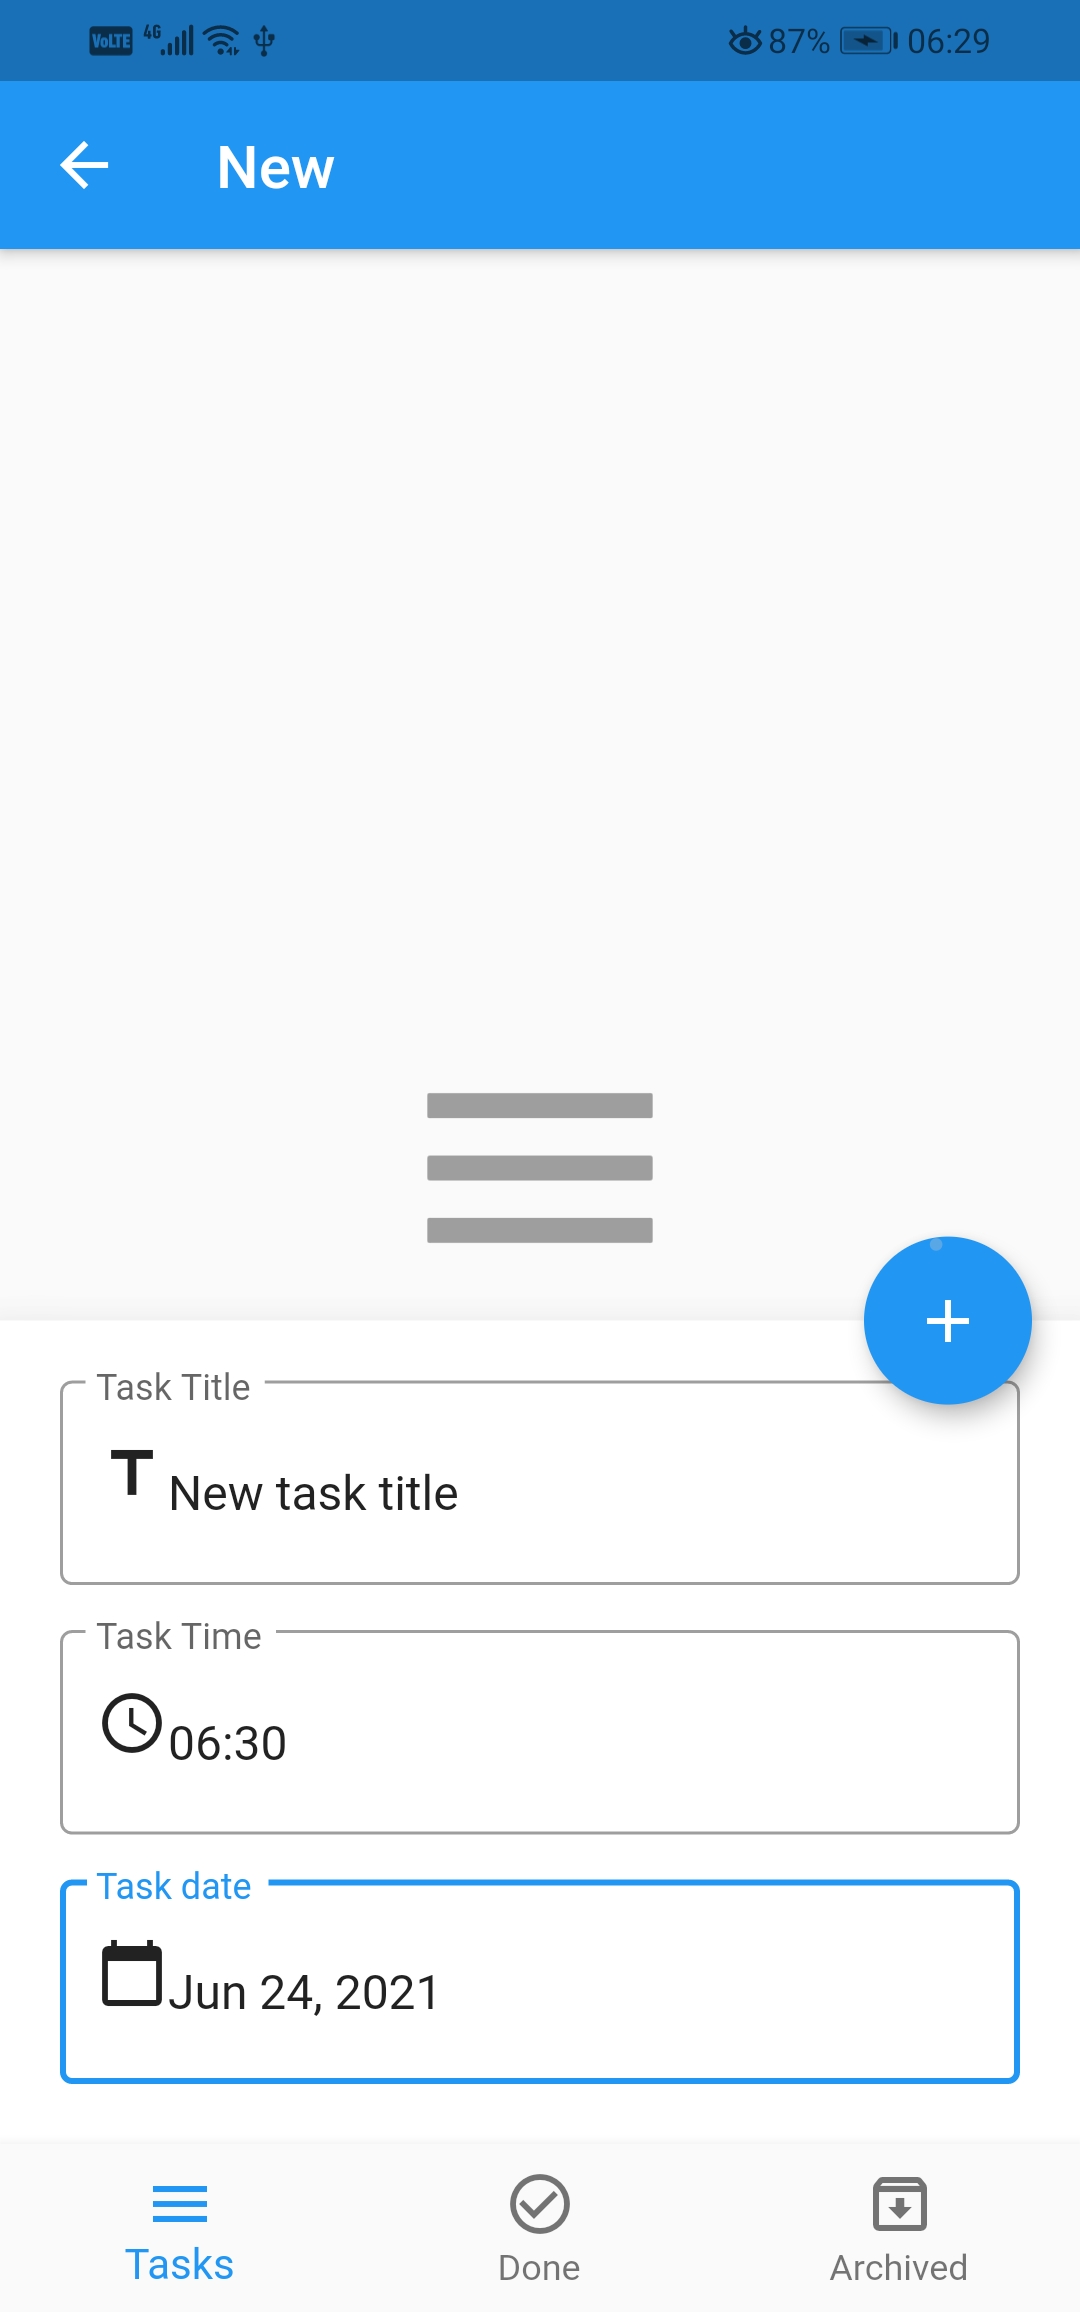 VoLTE 4G 87% 06:29
New
Task Title
New task title
Task Time
06:30
Task date
Jun 24, 2021
Tasks Done Archived